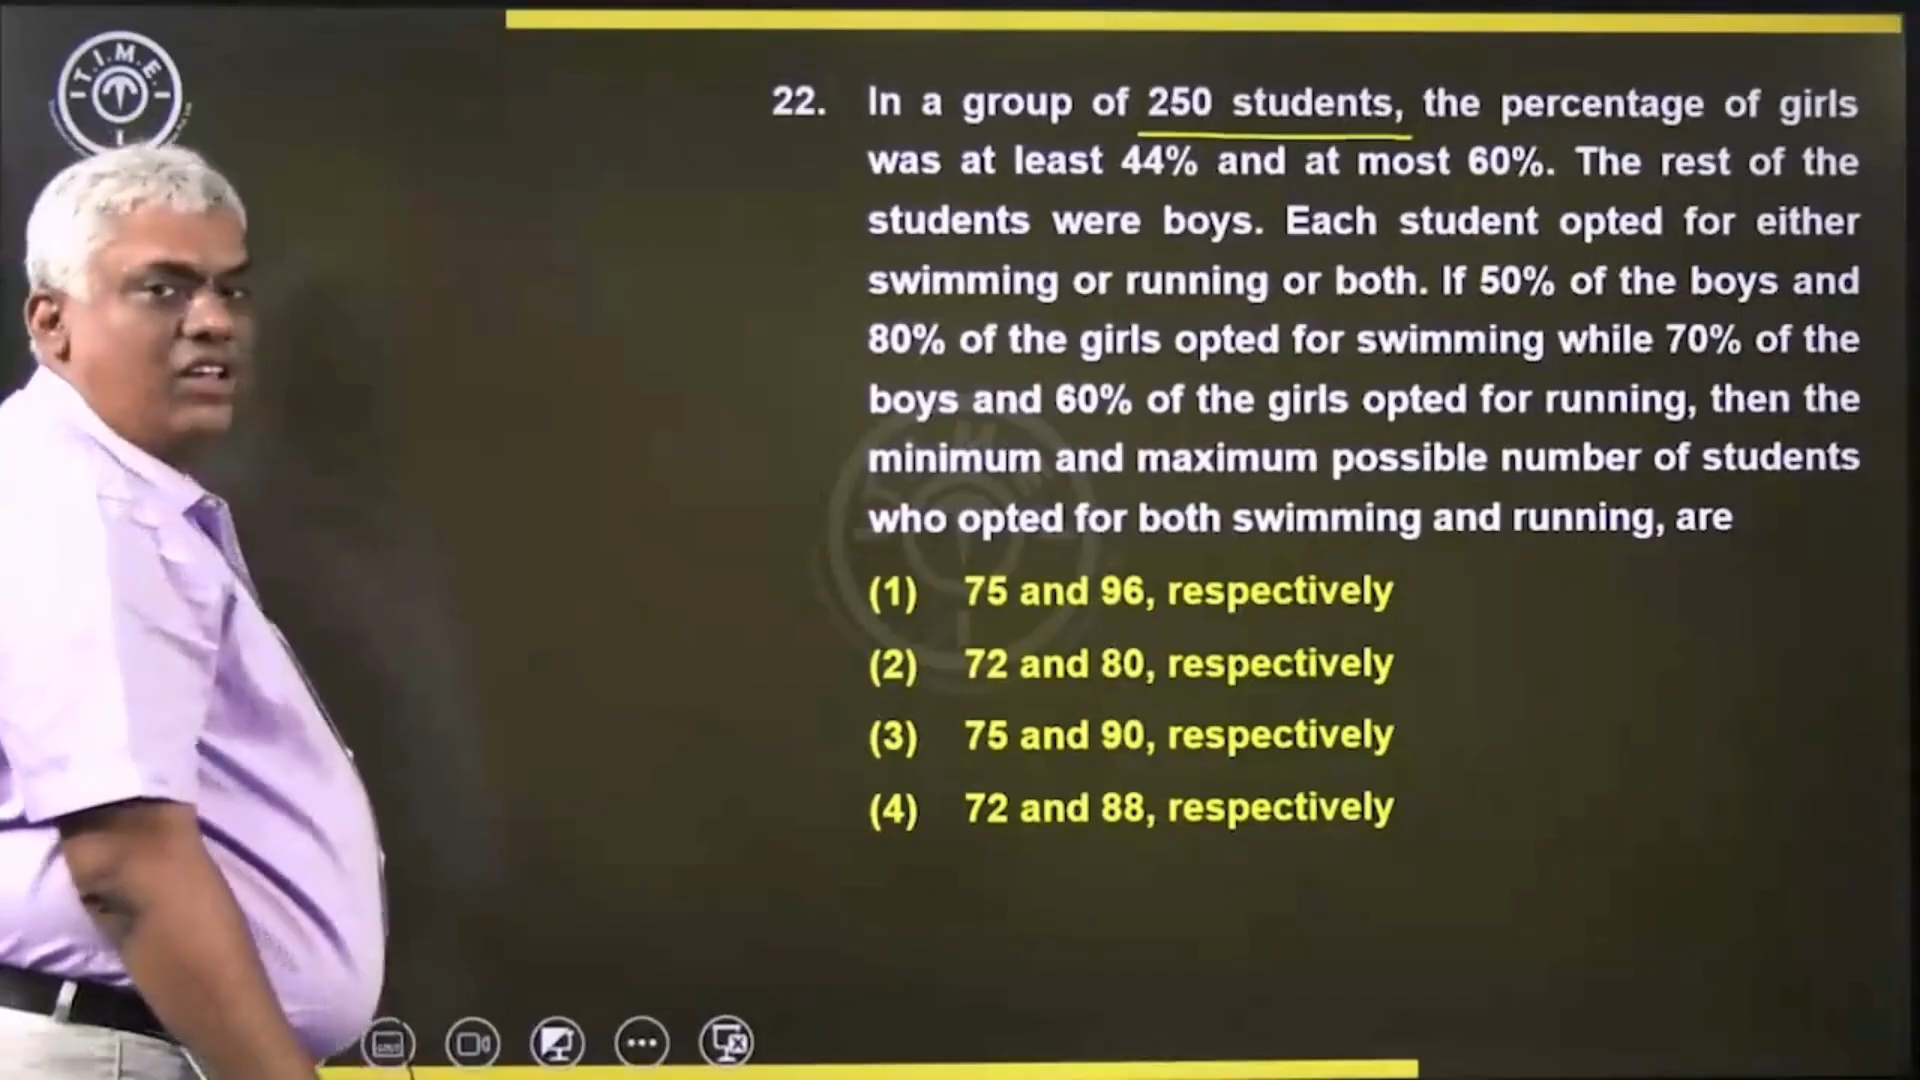 T.I.M.E.
22. In a group of 250 students, the percentage of girls
was at least 44% and at most 60%. The rest of the
students were boys. Each student opted for either
swimming or running or both. If 50% of the boys and
80% of the girls opted for swimming while 70% of the
boys and 60% of the girls opted for running, then the
minimum and maximum possible number of students
who opted for both swimming and running, are
(1) 75 and 96, respectively
(2) 72 and 80, respectively
(3) 75 and 90, respectively
(4) 72 and 88, respectively